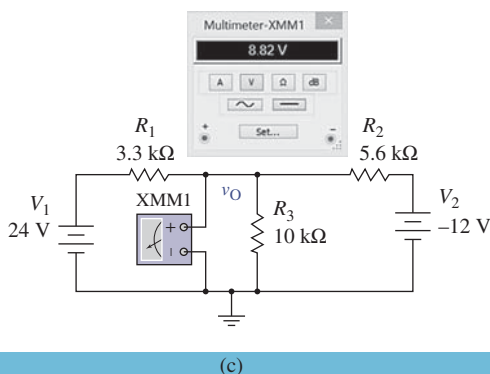 Multimeter-XMM1
8.82 V
A V Ω dB
Set...
+ −
R1
3.3 kΩ
R2
5.6 kΩ
XMM1
+
−
vO
V1
24 V
R3
10 kΩ
V2
–12 V
(c)